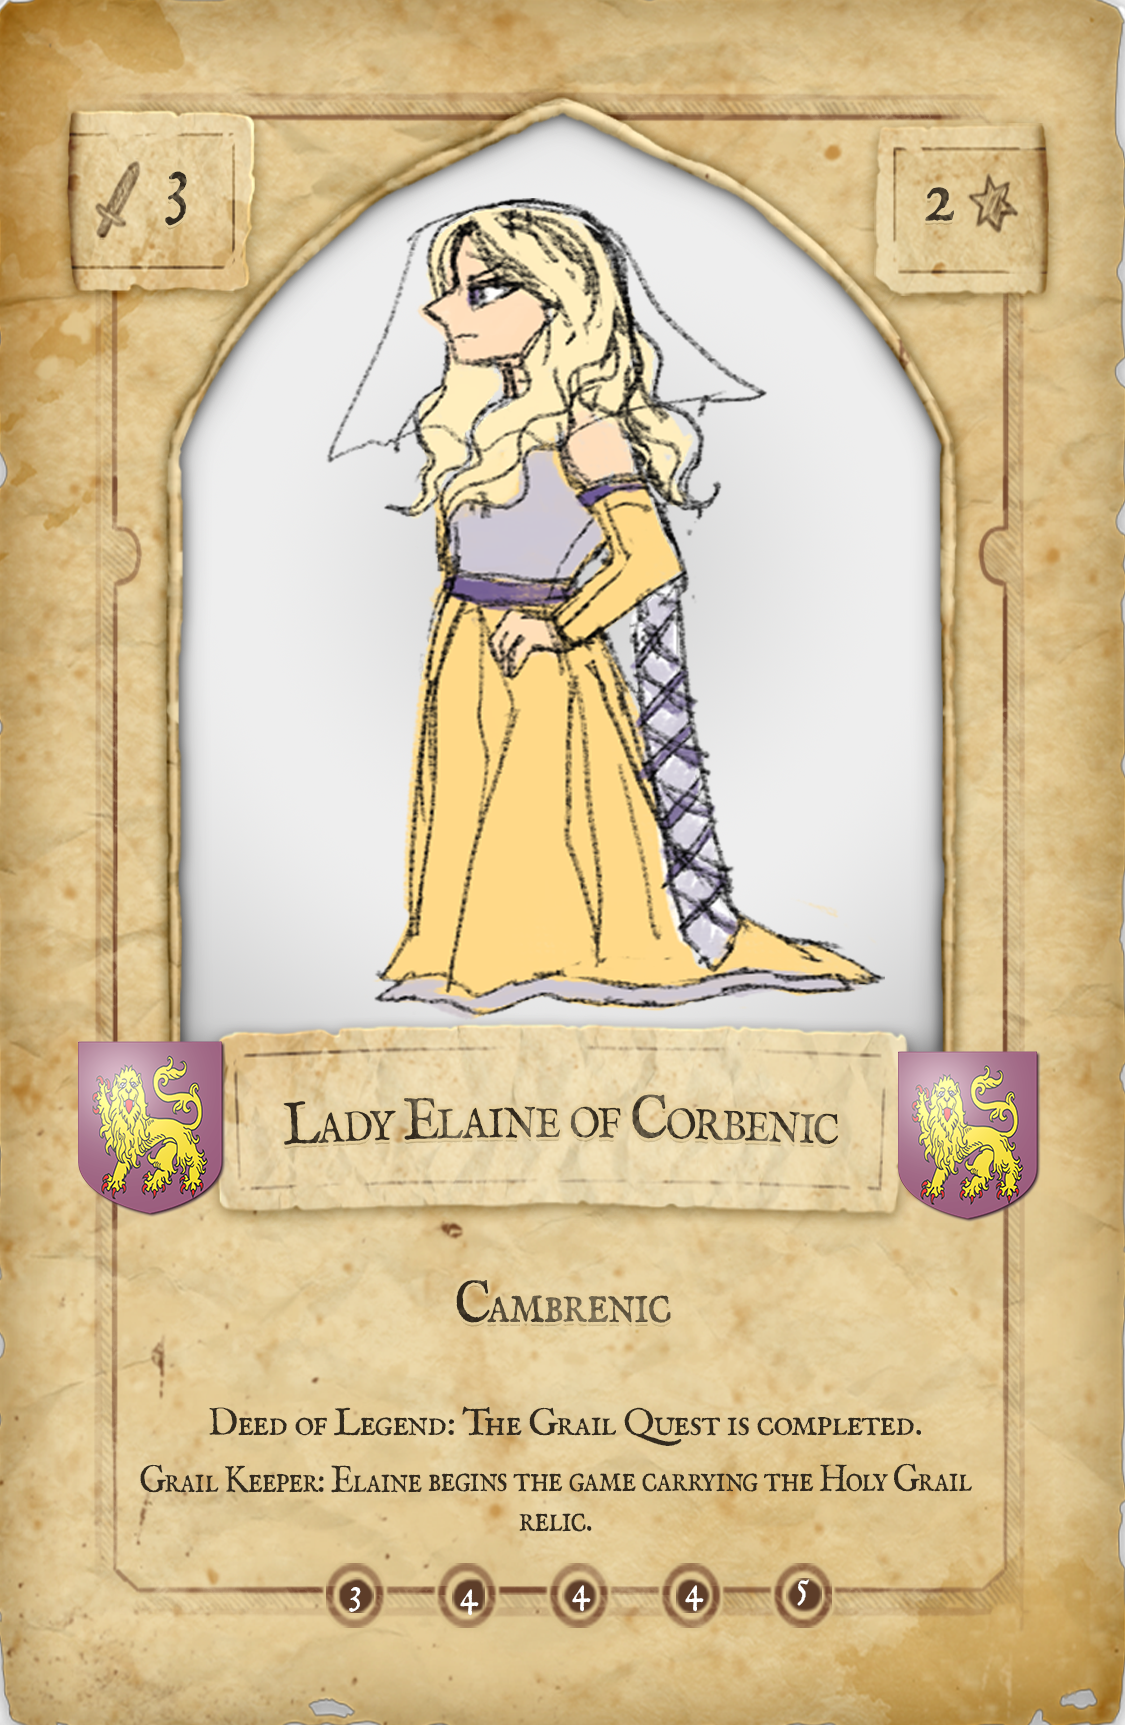 3
2
Lady Elaine of Corbenic
Cambrenic
Deed of Legend: The Grail Quest is completed.
Grail Keeper: Elaine begins the game carrying the Holy Grail
relic.
3 4 4 4 5